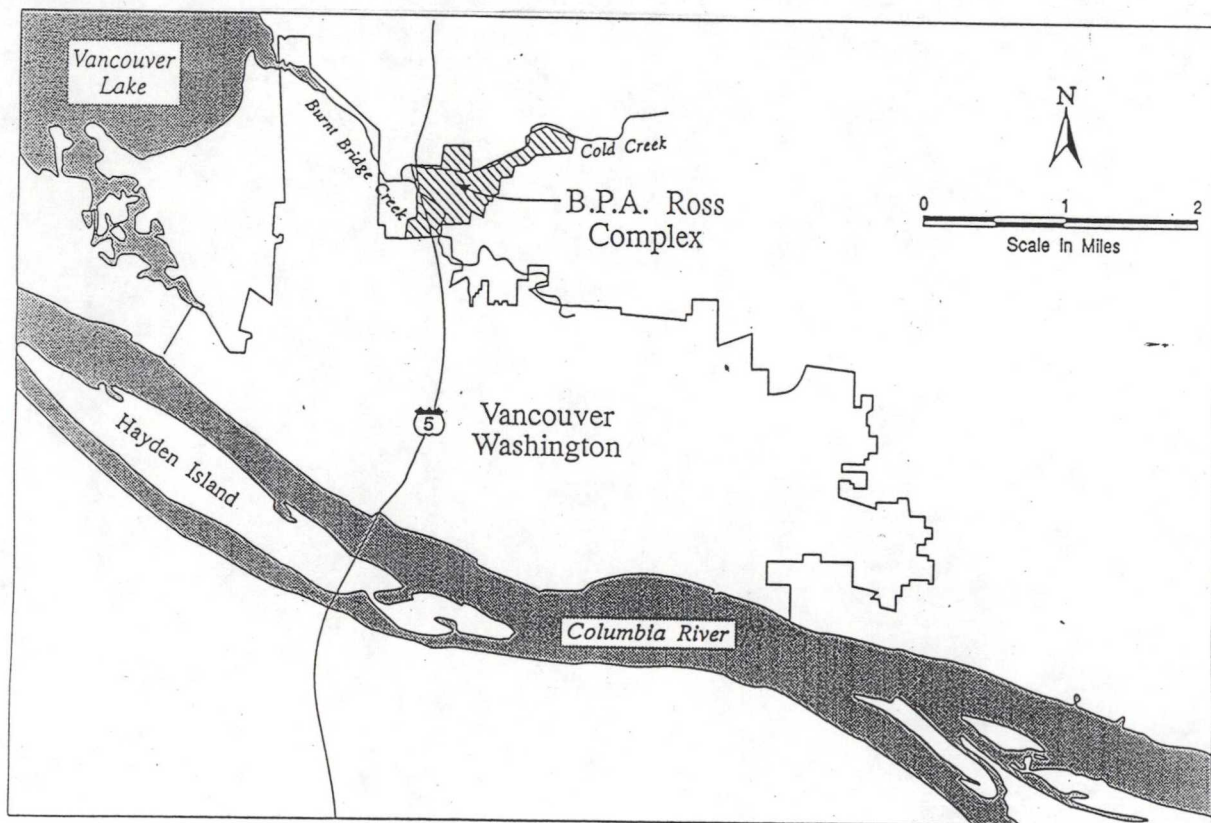 Vancouver
Lake
Burnt Bridge Creek
Cold Creek
B.P.A. Ross
Complex
N
0 1 2
Scale in Miles
5
Vancouver
Washington
Hayden Island
Columbia River